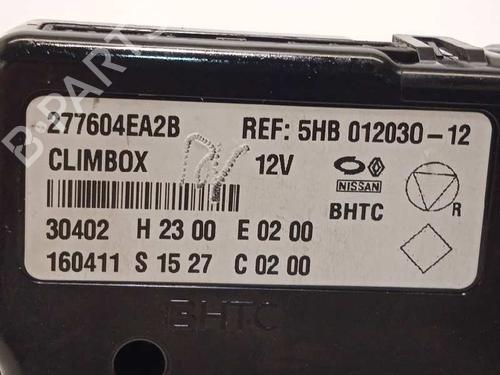 277604EA2B REF: 5HB 012030-12
CLIMBOX 12V
NISSAN
BHTC R
30402 H 23 00 E 02 00
160411 S 15 27 C 02 00
BHTC
B-PARTS